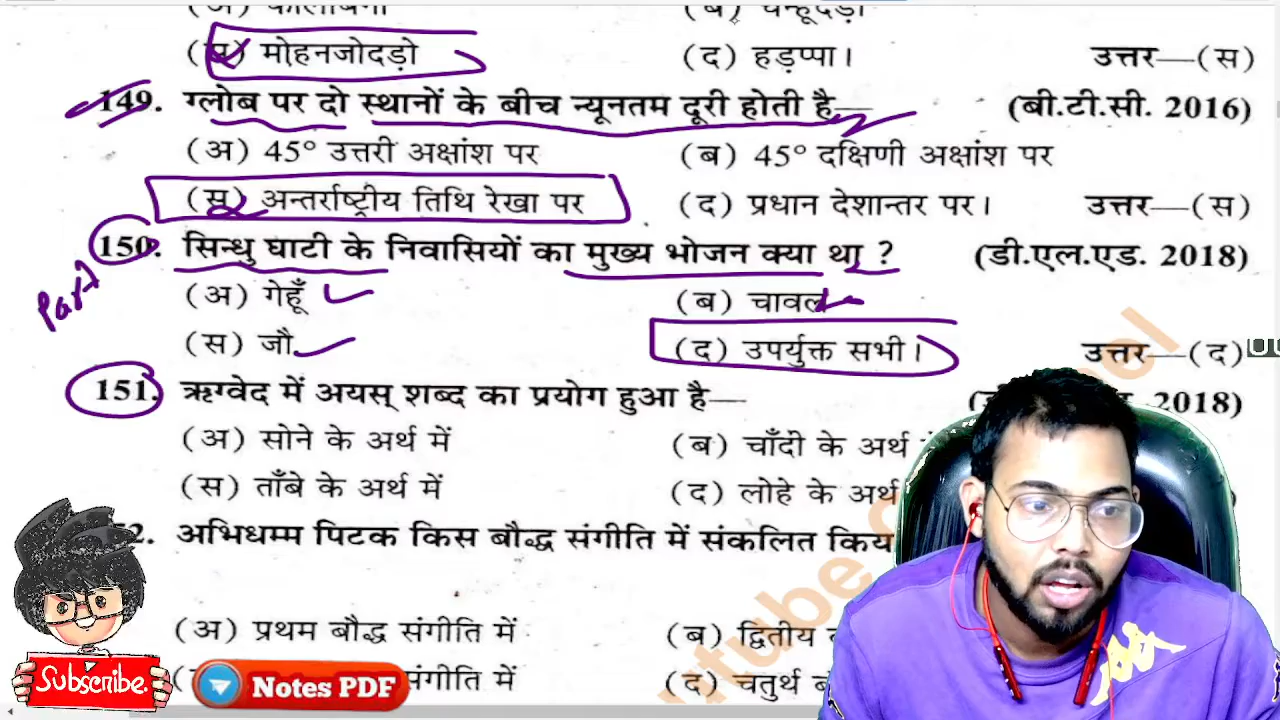 (स) मोहनजोदड़ो (द) हड़प्पा। उत्तर—(स)
149. ग्लोब पर दो स्थानों के बीच न्यूनतम दूरी होती है— (बी.टी.सी. 2016)
(अ) 45° उत्तरी अक्षांश पर (ब) 45° दक्षिणी अक्षांश पर
(स) अन्तर्राष्ट्रीय तिथि रेखा पर (द) प्रधान देशान्तर पर। उत्तर—(स)
150. सिन्धु घाटी के निवासियों का मुख्य भोजन क्या था ? (डी.एल.एड. 2018)
Part
(अ) गेहूँ (ब) चावल
(स) जौ (द) उपर्युक्त सभी। उत्तर—(द)
151. ऋग्वेद में अयस् शब्द का प्रयोग हुआ है— 2018)
(अ) सोने के अर्थ में (ब) चाँदी के अर्थ
(स) ताँबे के अर्थ में (द) लोहे के अर्थ
2. अभिधम्म पिटक किस बौद्ध संगीति में संकलित किय
(अ) प्रथम बौद्ध संगीति में (ब) द्वितीय
संगीति में (द) चतुर्थ
Subscribe.
Notes PDF